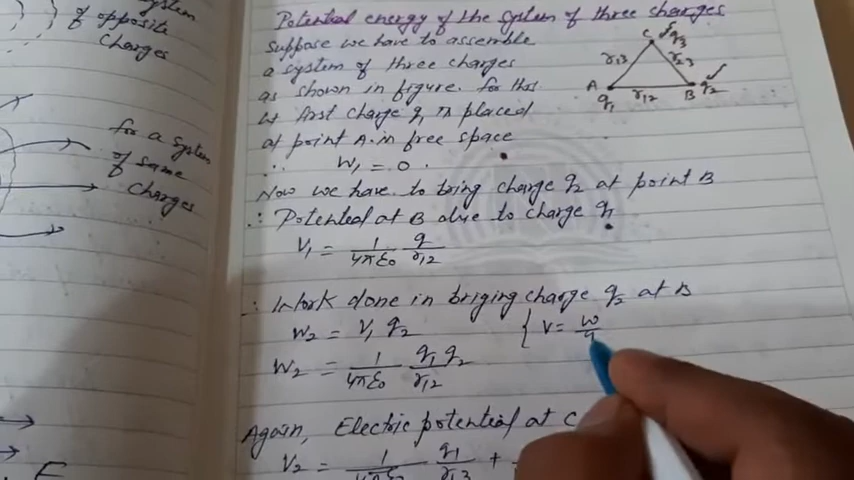 system
of opposite
charges
for a system
of same
charges
E
Potential energy of the system of three charges
Suppose we have to assemble
a system of three charges
as shown in figure. for this
first charge q₁ is placed
at point A. in free space
∴ W₁ = 0.
C q₃
r₁₃ r₂₃
A r₁₂ B q₂
q₁
Now we have to bring charge q₂ at point B
∴ Potential at B due to charge q₁
V₁ = 1/4πε₀ q/r₁₂
∴ Work done in briging charge q₂ at B
W₂ = V₁ q₂ { V = W/q
W₂ = 1/4πε₀ q₁q₂/r₁₂
Again, Electric potential at C
V₂ = 1/4πε₀ q₁/r₁₃ +